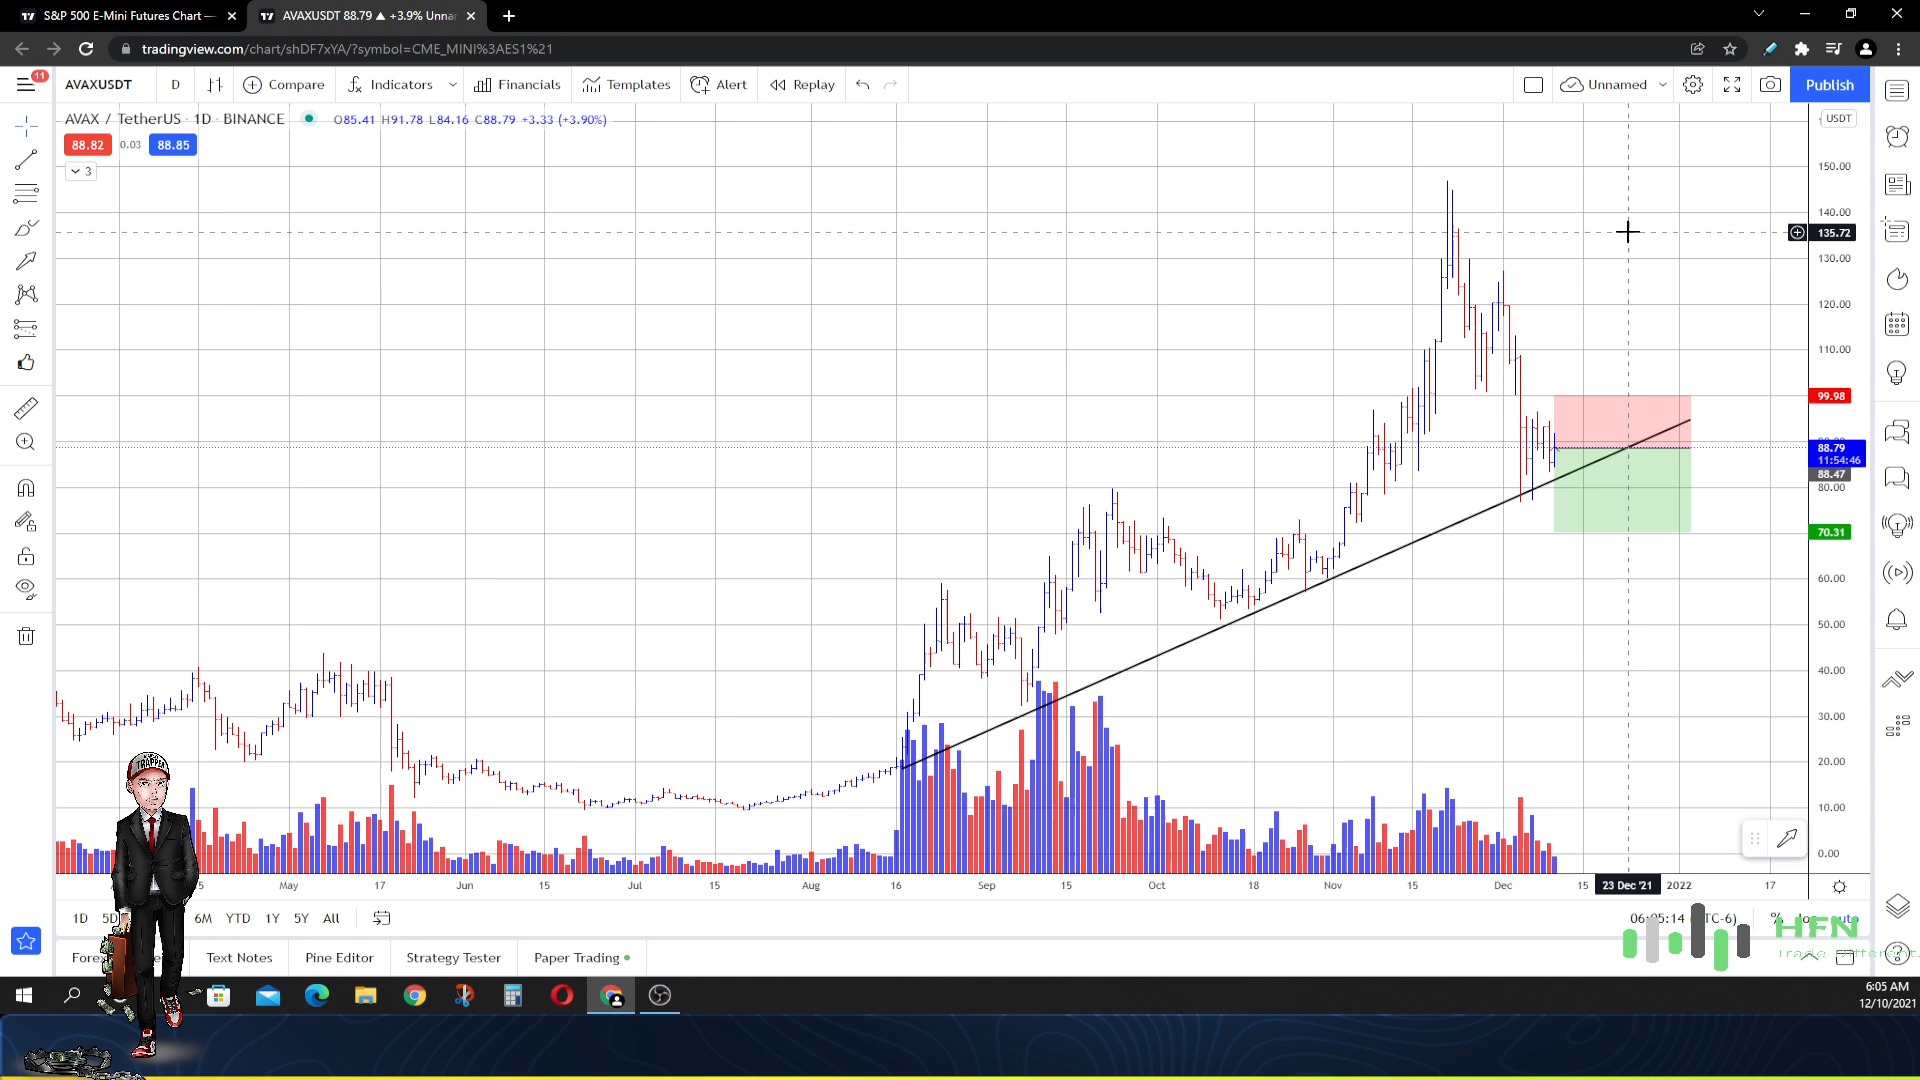 S&P 500 E-Mini Futures Chart —
AVAXUSDT 88.79 ▲ +3.9% Unnar
tradingview.com/chart/shDF7xYA/?symbol=CME_MINI%3AES1%21
11
AVAXUSDT D Compare Indicators Financials Templates Alert Replay Unnamed Publish
AVAX / TetherUS · 1D · BINANCE O85.41 H91.78 L84.16 C88.79 +3.33 (+3.90%)
USDT
88.82 0.03 88.85
3
150.00
140.00
135.72
130.00
120.00
110.00
99.98
88.79
11:54:46
88.47
80.00
70.31
60.00
50.00
40.00
30.00
20.00
10.00
0.00
May 17 Jun 15 Jul 15 Aug 16 Sep 15 Oct 18 Nov 15 Dec 15 23 Dec '21 2022 17
1D 5D 6M YTD 1Y 5Y All
%
TRAPPER
HFN
Trade Different.
Text Notes Pine Editor Strategy Tester Paper Trading
6:05 AM
12/10/2021